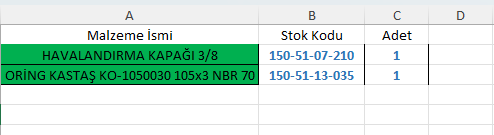 A B C D
Malzeme İsmi Stok Kodu Adet
HAVALANDIRMA KAPAĞI 3/8 150-51-07-210 1
ORİNG KASTAŞ KO-1050030 105x3 NBR 70 150-51-13-035 1